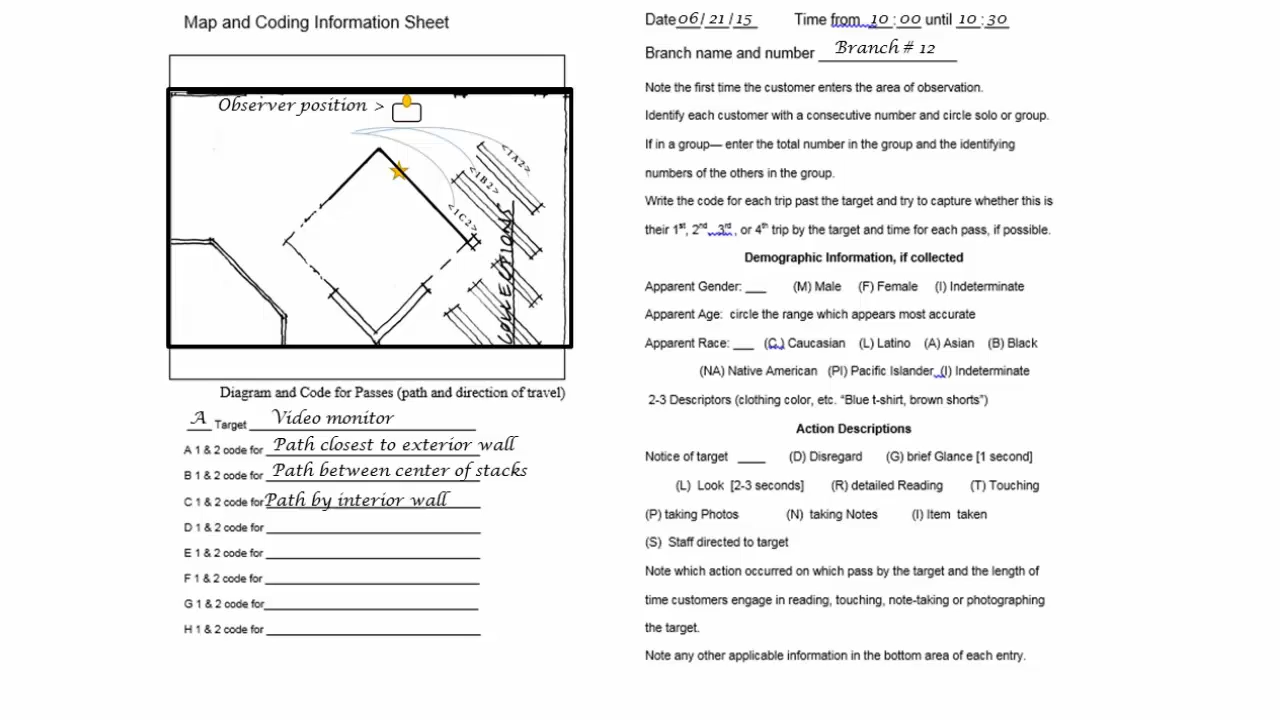 Map and Coding Information Sheet
Observer position >
<1A2>
<1B2>
<1C2>
COLLECTIONS
Diagram and Code for Passes (path and direction of travel)
A Target Video monitor
A 1 & 2 code for Path closest to exterior wall
B 1 & 2 code for Path between center of stacks
C 1 & 2 code for Path by interior wall
D 1 & 2 code for
E 1 & 2 code for
F 1 & 2 code for
G 1 & 2 code for
H 1 & 2 code for
Date 06/ 21 / 15 Time from 10 : 00 until 10 : 30
Branch name and number Branch # 12
Note the first time the customer enters the area of observation.
Identify each customer with a consecutive number and circle solo or group.
If in a group— enter the total number in the group and the identifying
numbers of the others in the group.
Write the code for each trip past the target and try to capture whether this is
their 1st, 2nd, 3rd, or 4th trip by the target and time for each pass, if possible.
Demographic Information, if collected
Apparent Gender: ___ (M) Male (F) Female (I) Indeterminate
Apparent Age: circle the range which appears most accurate
Apparent Race: ___ (C.) Caucasian (L) Latino (A) Asian (B) Black
(NA) Native American (PI) Pacific Islander (I) Indeterminate
2-3 Descriptors (clothing color, etc. “Blue t-shirt, brown shorts”)
Action Descriptions
Notice of target ____ (D) Disregard (G) brief Glance [1 second]
(L) Look [2-3 seconds] (R) detailed Reading (T) Touching
(P) taking Photos (N) taking Notes (I) Item taken
(S) Staff directed to target
Note which action occurred on which pass by the target and the length of
time customers engage in reading, touching, note-taking or photographing
the target.
Note any other applicable information in the bottom area of each entry.